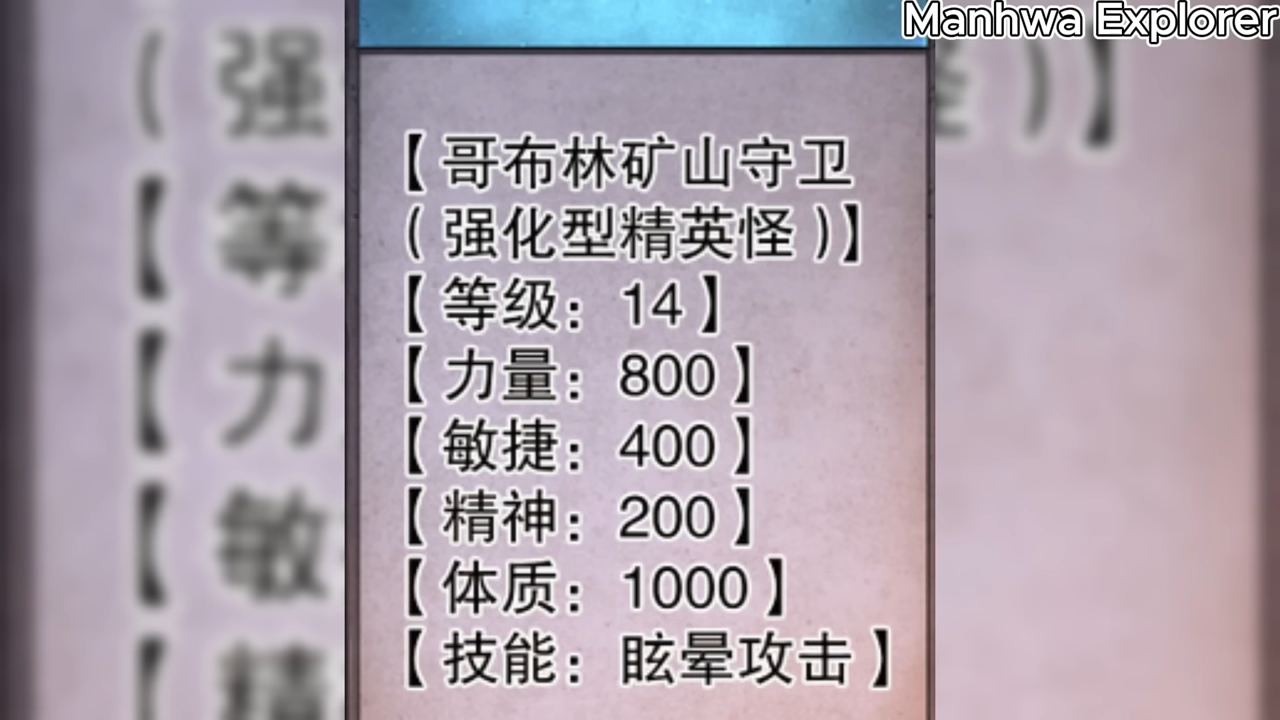 Manhwa Explorer
【哥布林矿山守卫
(强化型精英怪)】
【等级：14】
【力量：800】
【敏捷：400】
【精神：200】
【体质：1000】
【技能：眩晕攻击】